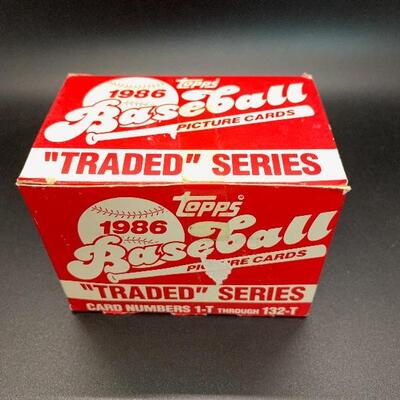 topps
1986
Baseball
PICTURE CARDS
"TRADED" SERIES
topps
1986
Baseball
PICTURE CARDS
"TRADED" SERIES
CARD NUMBERS 1-T THROUGH 132-T